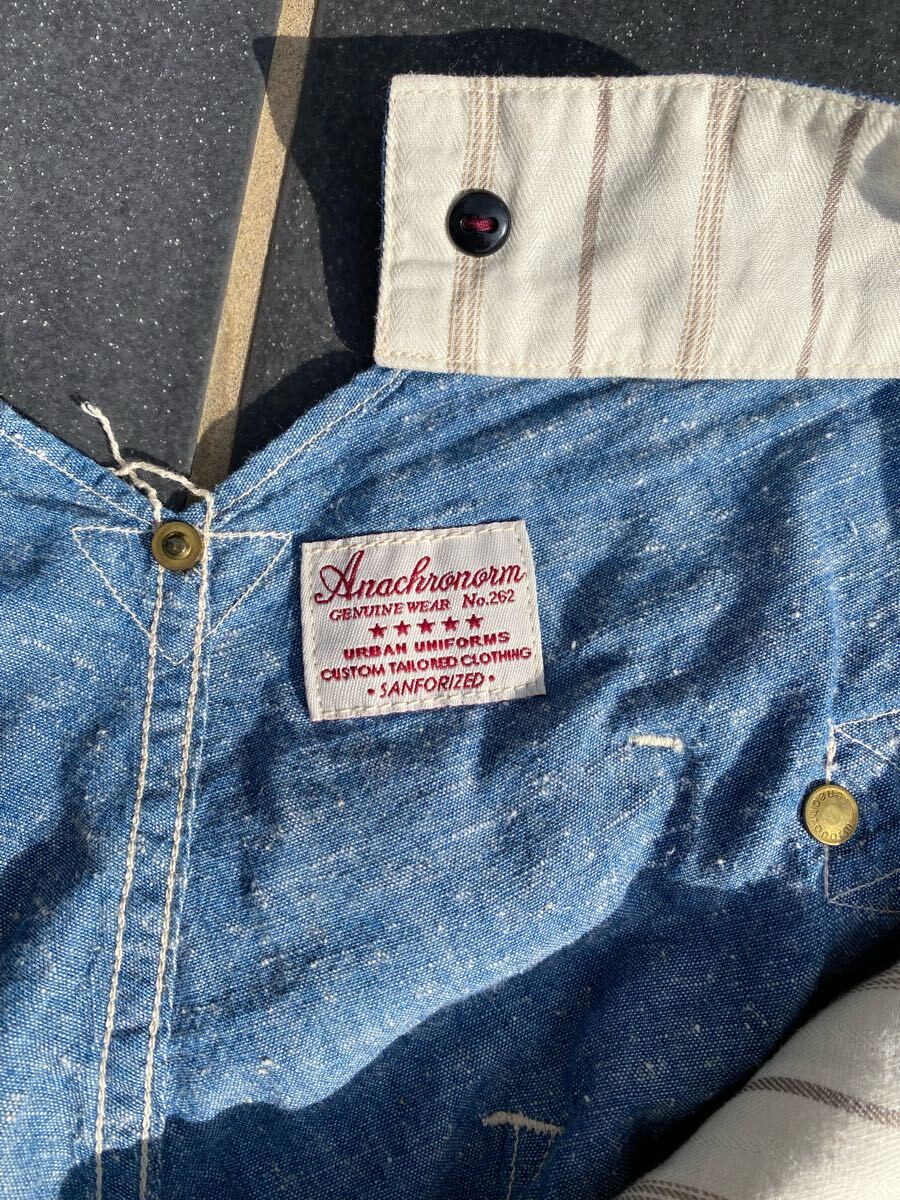 Anachronorm
GENUINE WEAR No.262
★★★★★
URBAN UNIFORMS
CUSTOM TAILORED CLOTHING
• SANFORIZED •